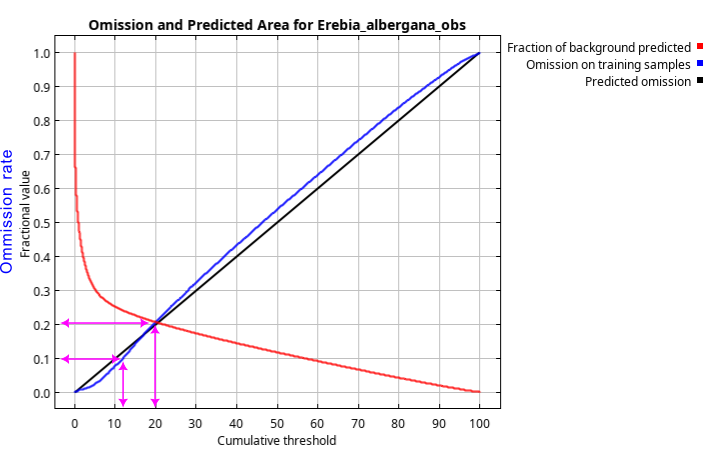 Omission and Predicted Area for Erebia_albergana_obs
Fraction of background predicted
Omission on training samples
Predicted omission
Ommission rate
Fractional value
1.0
0.9
0.8
0.7
0.6
0.5
0.4
0.3
0.2
0.1
0.0
0 10 20 30 40 50 60 70 80 90 100
Cumulative threshold